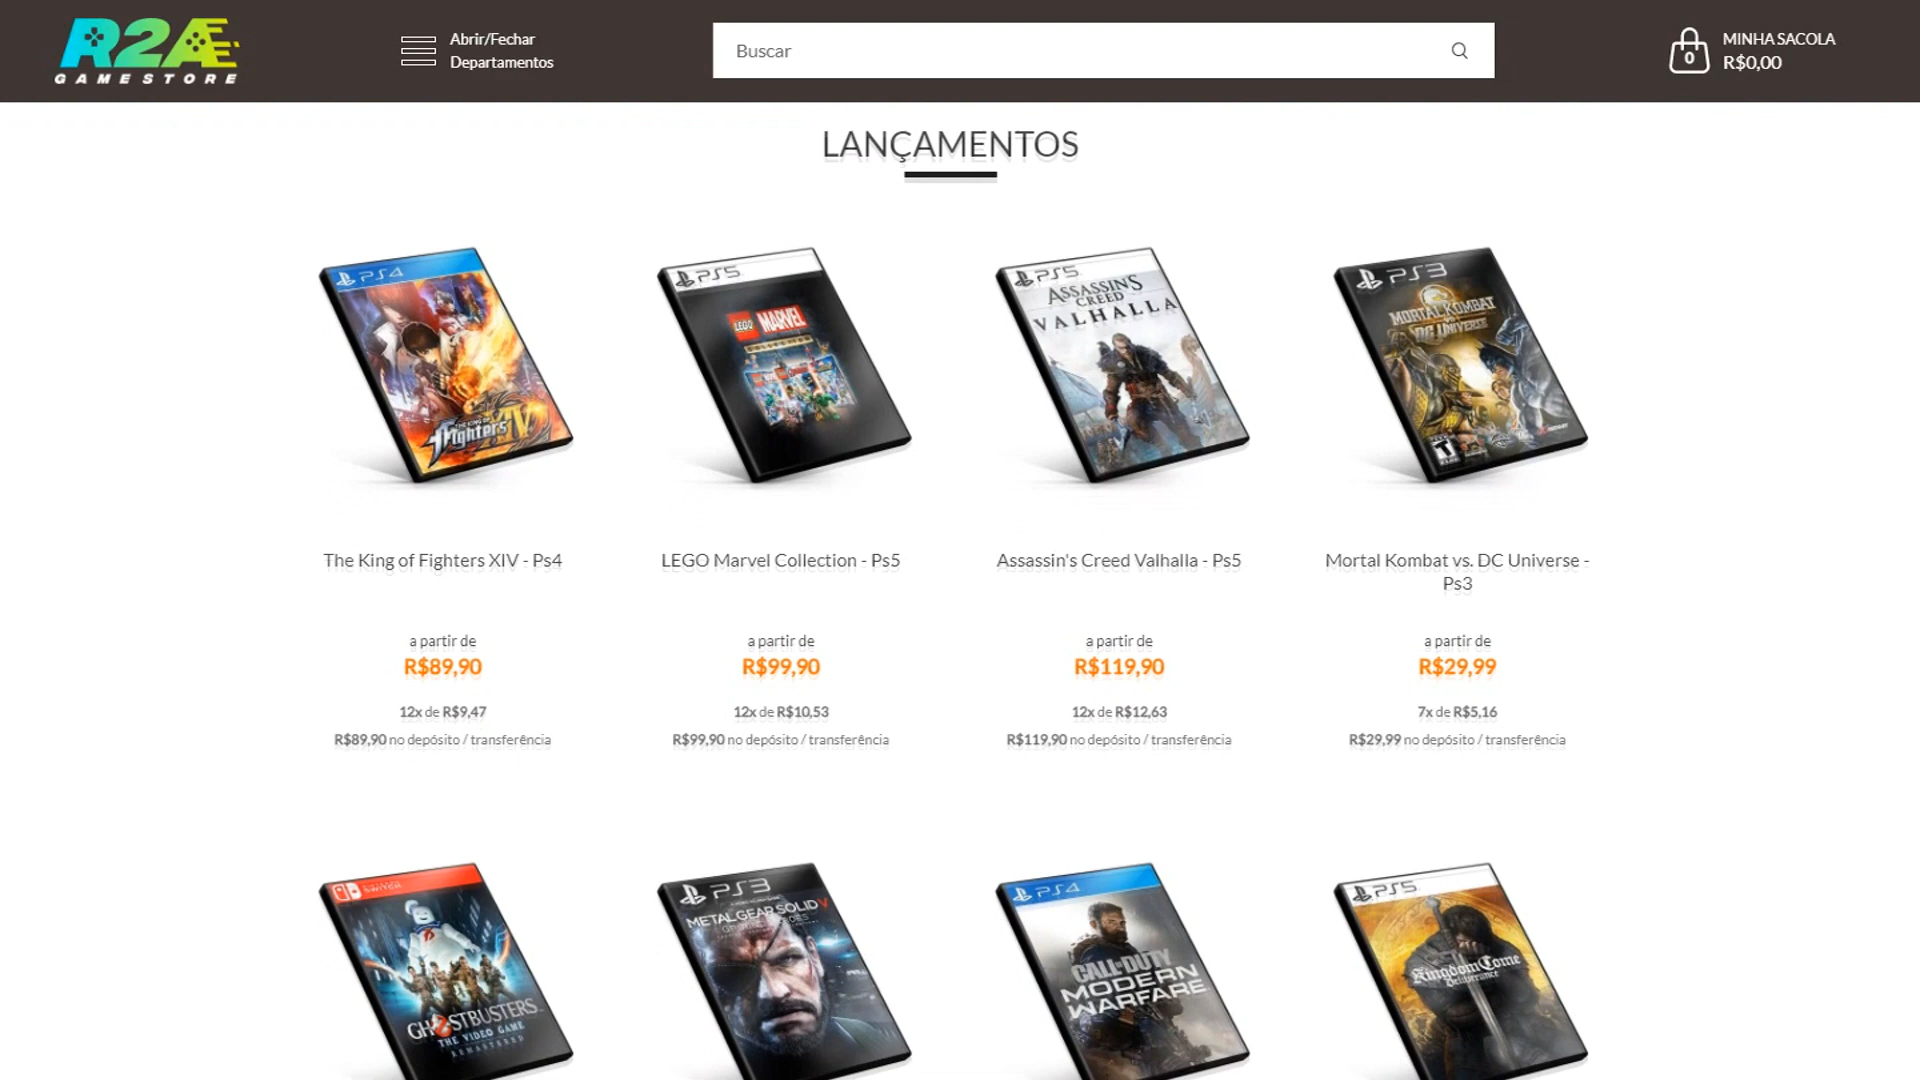 R2A
GAMESTORE
Abrir/Fechar
Departamentos
Buscar
0
MINHA SACOLA
R$0,00
LANÇAMENTOS
PS4
THE KING OF
Fighters XIV
PS5
LEGO MARVEL
COLLECTION
PS5
ASSASSIN'S
CREED
VALHALLA
PS3
MORTAL KOMBAT
VS.
DC UNIVERSE
T
The King of Fighters XIV - Ps4
LEGO Marvel Collection - Ps5
Assassin's Creed Valhalla - Ps5
Mortal Kombat vs. DC Universe -
Ps3
a partir de
R$89,90
12x de R$9,47
R$89,90 no depósito / transferência
a partir de
R$99,90
12x de R$10,53
R$99,90 no depósito / transferência
a partir de
R$119,90
12x de R$12,63
R$119,90 no depósito / transferência
a partir de
R$29,99
7x de R$5,16
R$29,99 no depósito / transferência
GHOSTBUSTERS
THE VIDEO GAME
REMASTERED
PS3
METAL GEAR SOLID V
PS4
CALL OF DUTY
MODERN
WARFARE
PS5
Kingdom Come
Deliverance